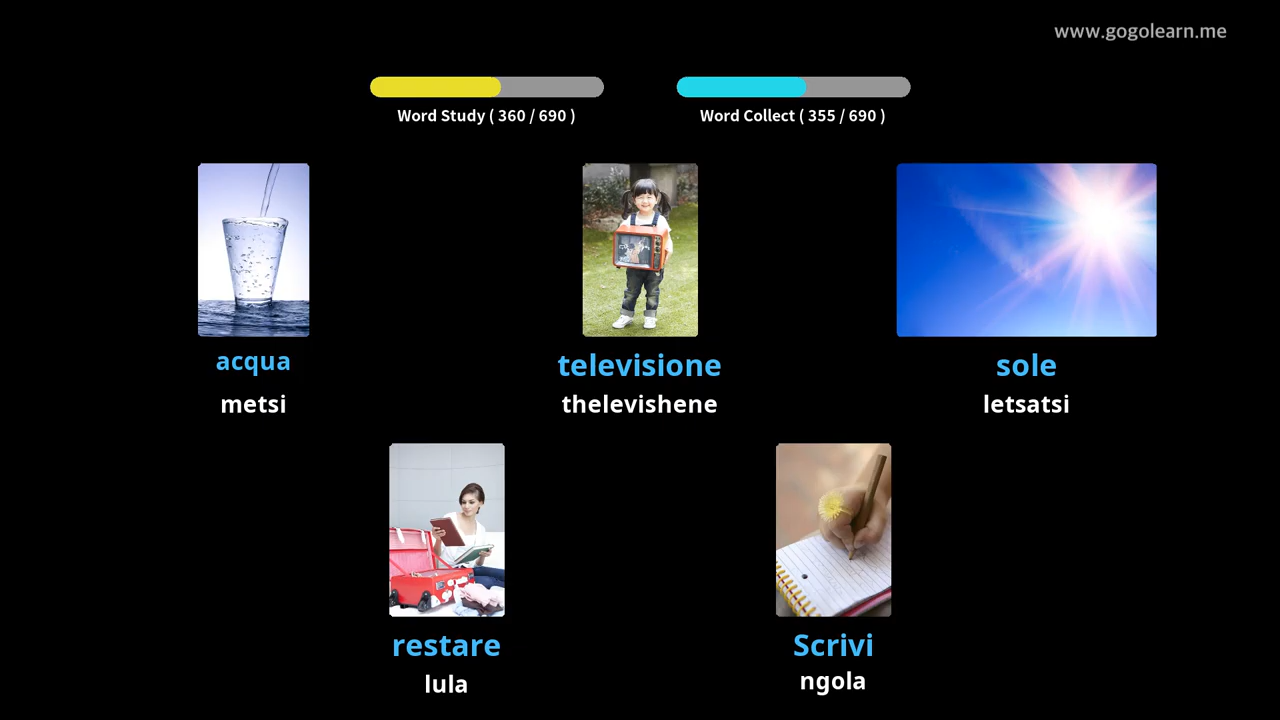 www.gogolearn.me
Word Study ( 360 / 690 )
Word Collect ( 355 / 690 )
acqua
metsi
televisione
thelevishene
sole
letsatsi
restare
lula
Scrivi
ngola